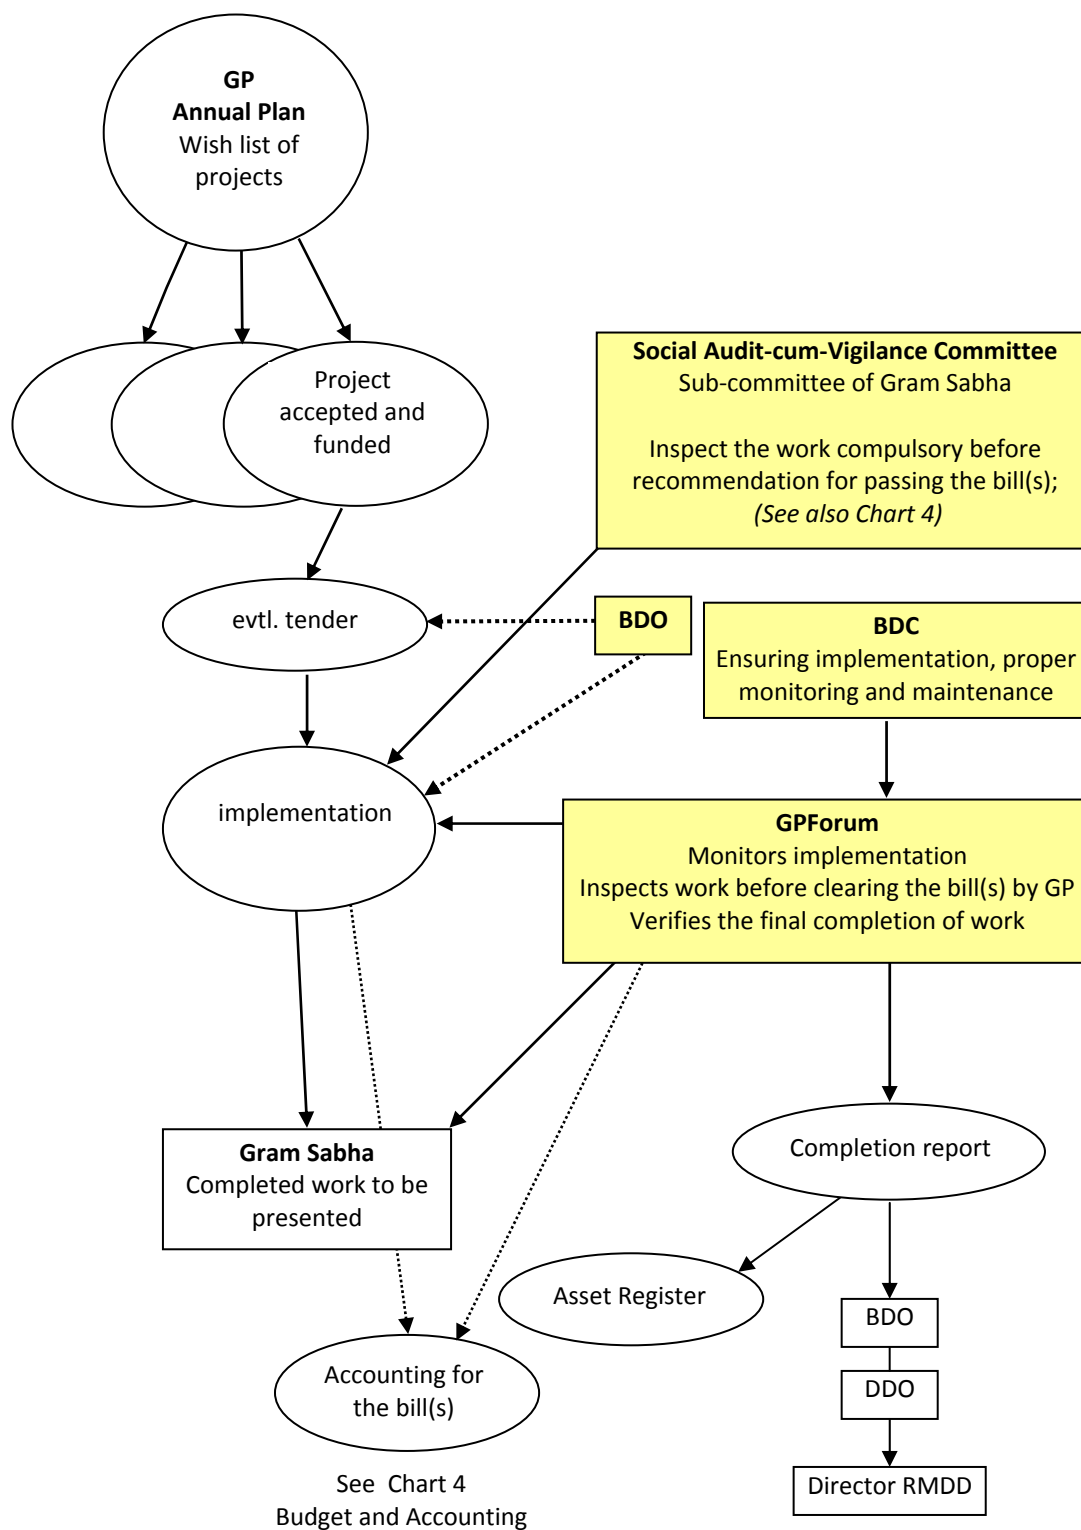 GP
Annual Plan
Wish list of
projects
Project
accepted and
funded
Social Audit-cum-Vigilance Committee
Sub-committee of Gram Sabha
Inspect the work compulsory before
recommendation for passing the bill(s);
(See also Chart 4)
evtl. tender
BDO
BDC
Ensuring implementation, proper
monitoring and maintenance
implementation
GPForum
Monitors implementation
Inspects work before clearing the bill(s) by GP
Verifies the final completion of work
Gram Sabha
Completed work to be
presented
Completion report
Asset Register
BDO
DDO
Director RMDD
Accounting for
the bill(s)
See  Chart 4
Budget and Accounting